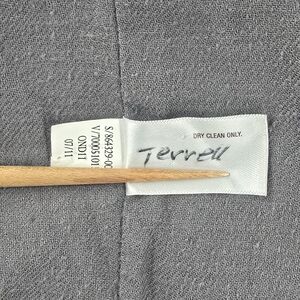 DRY CLEAN ONLY.
Terrell
S/864329-00
V/70005101
OND11
07/11